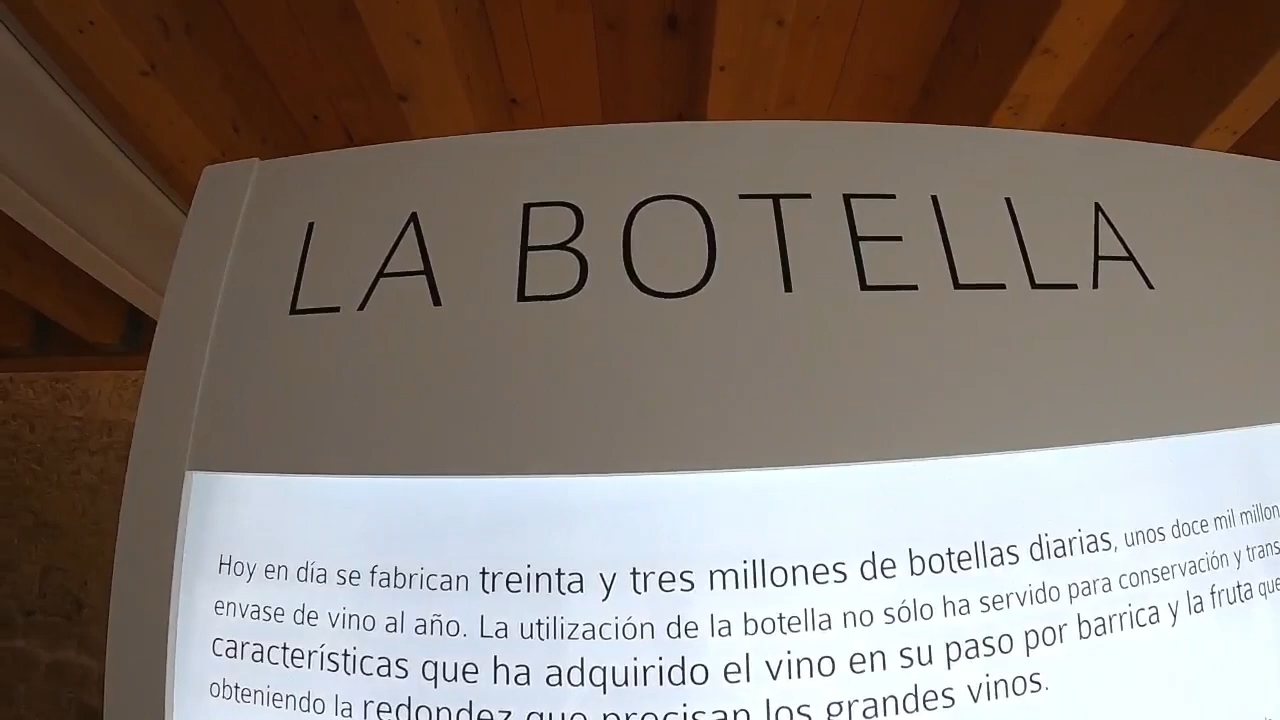 LA BOTELLA
Hoy en día se fabrican treinta y tres millones de botellas diarias, unos doce mil
envase de vino al año. La utilización de la botella no sólo ha servido para conservación y
características que ha adquirido el vino en su paso por barrica y la fruta que
obteniendo la redondez que precisan los grandes vinos.